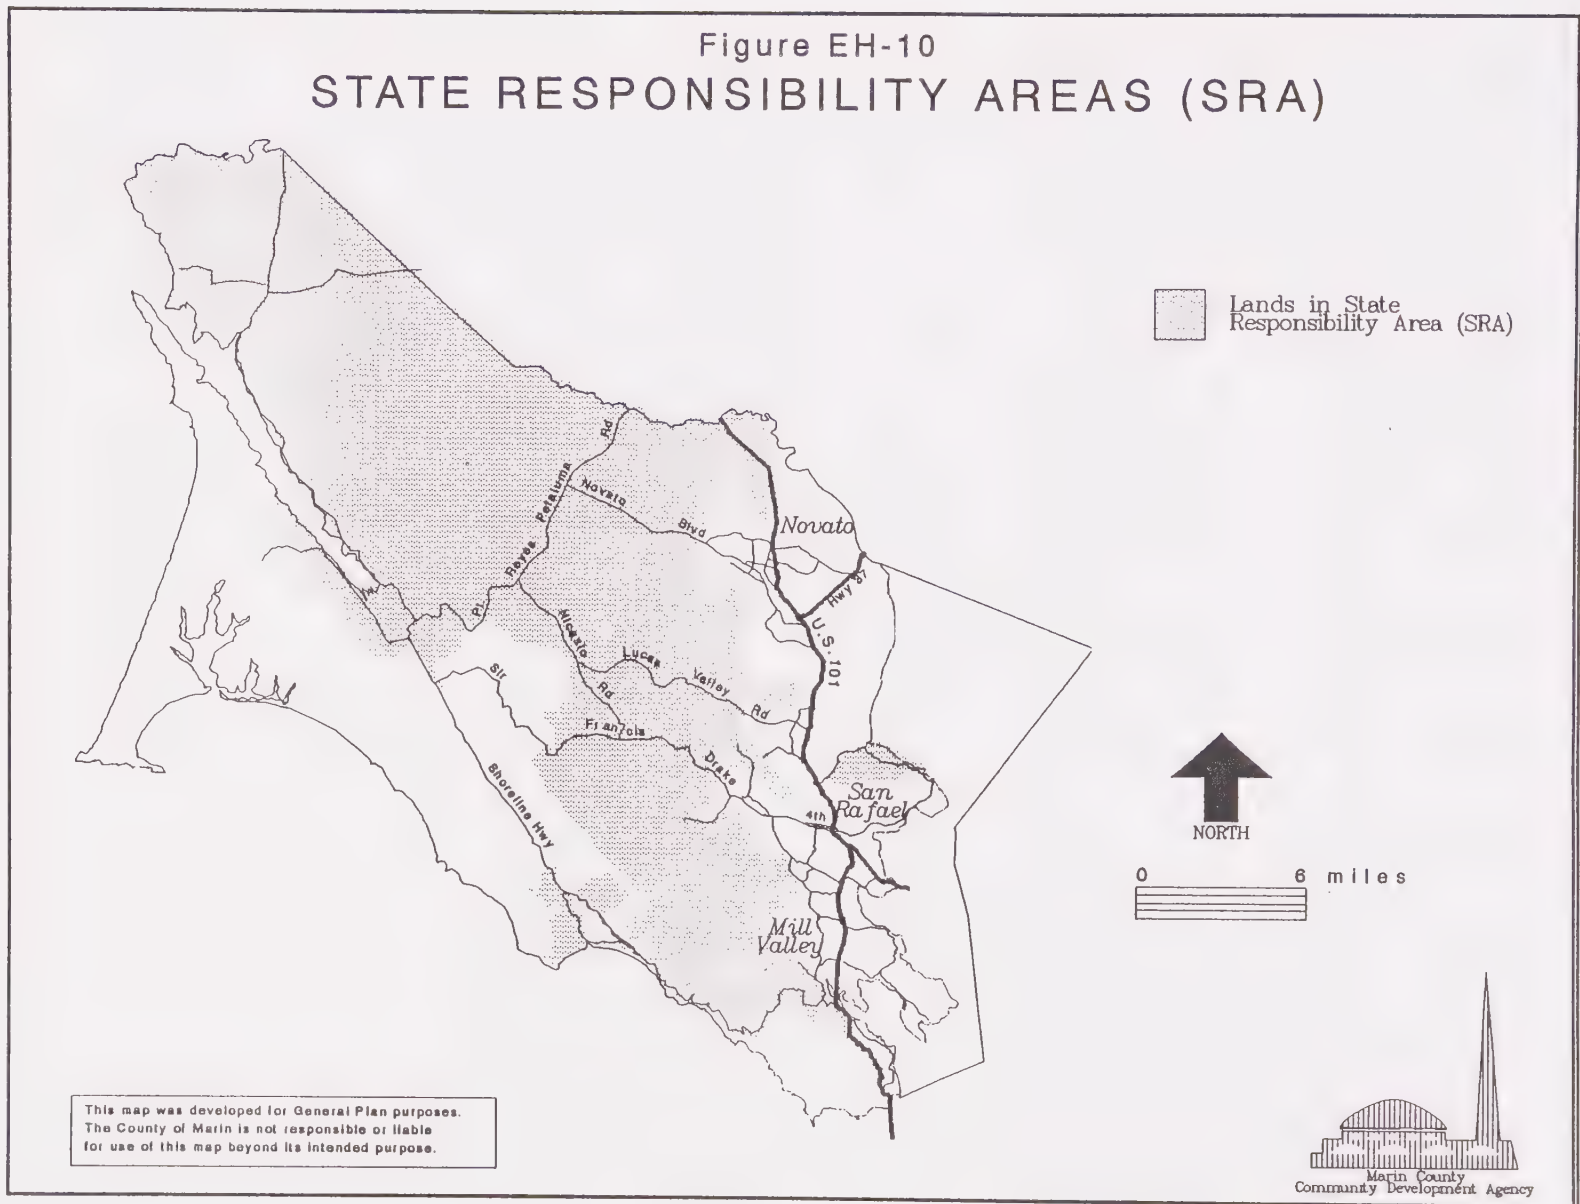 Figure EH-10
STATE RESPONSIBILITY AREAS (SRA)
Lands in State
Responsibility Area (SRA)
Rd
Petaluma
Reyes
Pt.
Novato
Blvd
Novato
Hwy 37
U.S. 101
Nicasio
Rd
Lucas
Valley
Rd
Sir
Francis
Drake
Shoreline Hwy
San
Rafael
4th
Mill
Valley
NORTH
0 6 miles
This map was developed for General Plan purposes.
The County of Marin is not responsible or liable
for use of this map beyond its intended purpose.
Marin County
Community Development Agency